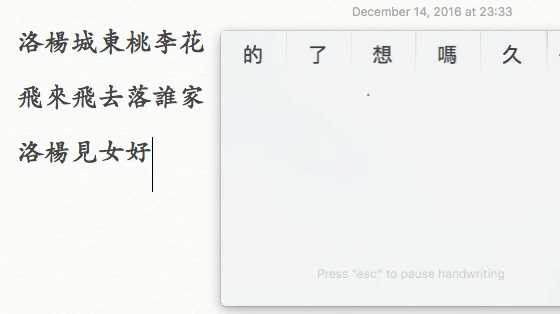 December 14, 2016 at 23:33
洛楊城東桃李花
飛來飛去落誰家
洛楊見女好
的 了 想 嗎 久
Press "esc" to pause handwriting